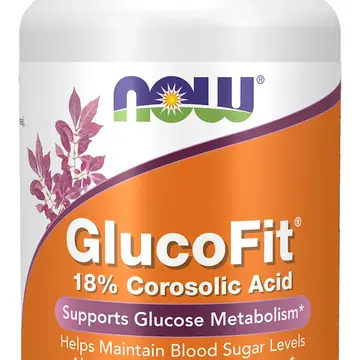 NOW®
GlucoFit®
18% Corosolic Acid
Supports Glucose Metabolism*
Helps Maintain Blood Sugar Levels